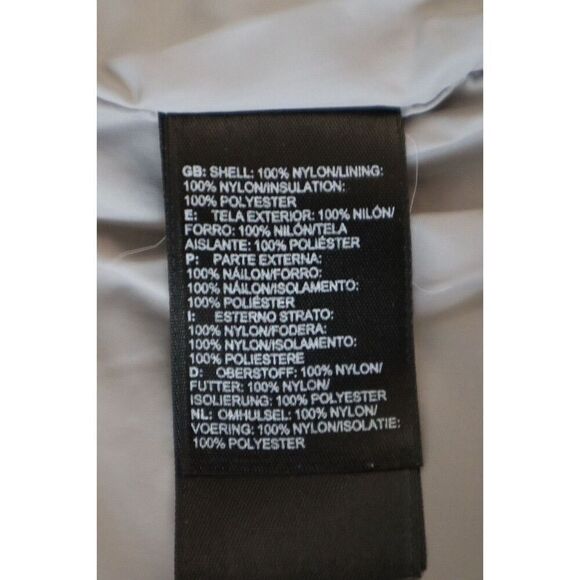 GB: SHELL: 100% NYLON/LINING:
100% NYLON/INSULATION:
100% POLYESTER
E: TELA EXTERIOR: 100% NILÓN/
FORRO: 100% NILÓN/TELA
AISLANTE: 100% POLIÉSTER
P: PARTE EXTERNA:
100% NÁILON/FORRO:
100% NÁILON/ISOLAMENTO:
100% POLIÉSTER
I: ESTERNO STRATO:
100% NYLON/FODERA:
100% NYLON/ISOLAMENTO:
100% POLIESTERE
D: OBERSTOFF: 100% NYLON/
FUTTER: 100% NYLON/
ISOLIERUNG: 100% POLYESTER
NL: OMHULSEL: 100% NYLON/
VOERING: 100% NYLON/ISOLATIE:
100% POLYESTER